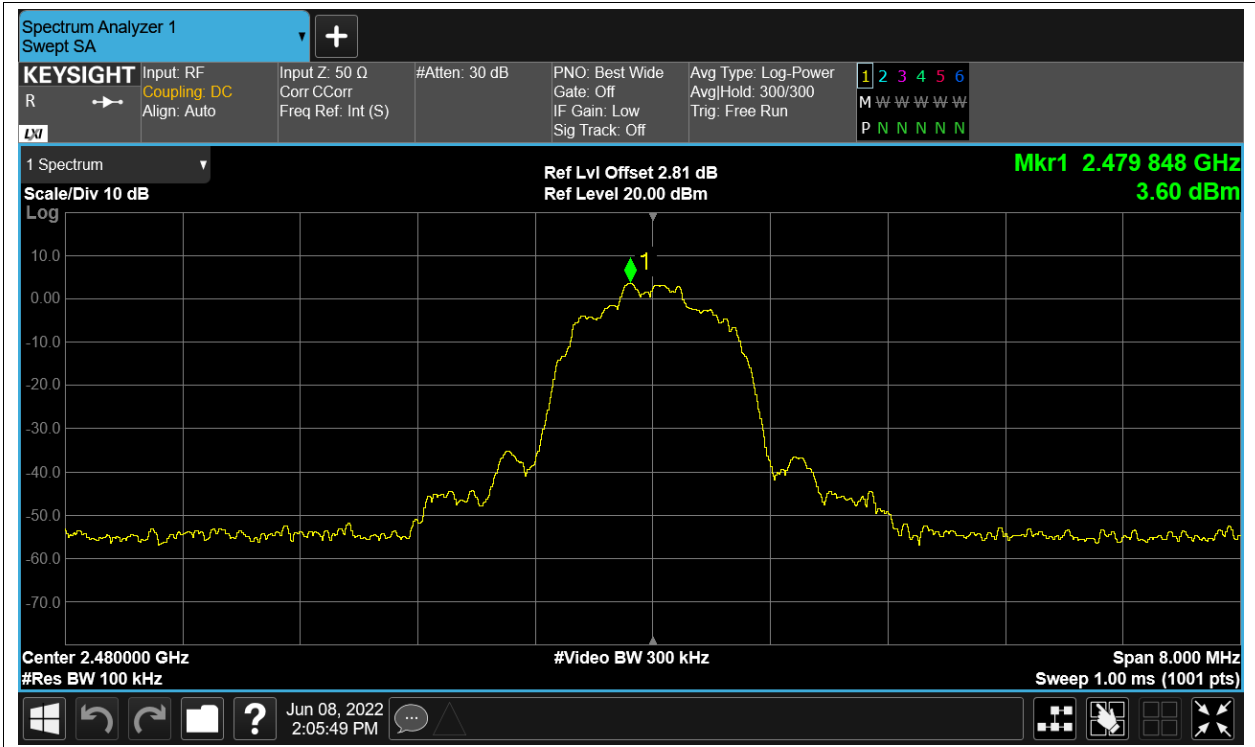 Spectrum Analyzer 1
Swept SA
KEYSIGHT
R
LXI
Input: RF
Coupling: DC
Align: Auto
Input Z: 50 Ω
Corr CCorr
Freq Ref: Int (S)
#Atten: 30 dB
PNO: Best Wide
Gate: Off
IF Gain: Low
Sig Track: Off
Avg Type: Log-Power
Avg|Hold: 300/300
Trig: Free Run
1 2 3 4 5 6
M W W W W W W
P N N N N N N
1 Spectrum
Scale/Div 10 dB
Ref Lvl Offset 2.81 dB
Ref Level 20.00 dBm
Mkr1 2.479 848 GHz
3.60 dBm
Log
10.0
0.00
-10.0
-20.0
-30.0
-40.0
-50.0
-60.0
-70.0
1
Center 2.480000 GHz
#Video BW 300 kHz
Span 8.000 MHz
#Res BW 100 kHz
Sweep 1.00 ms (1001 pts)
?
Jun 08, 2022
2:05:49 PM